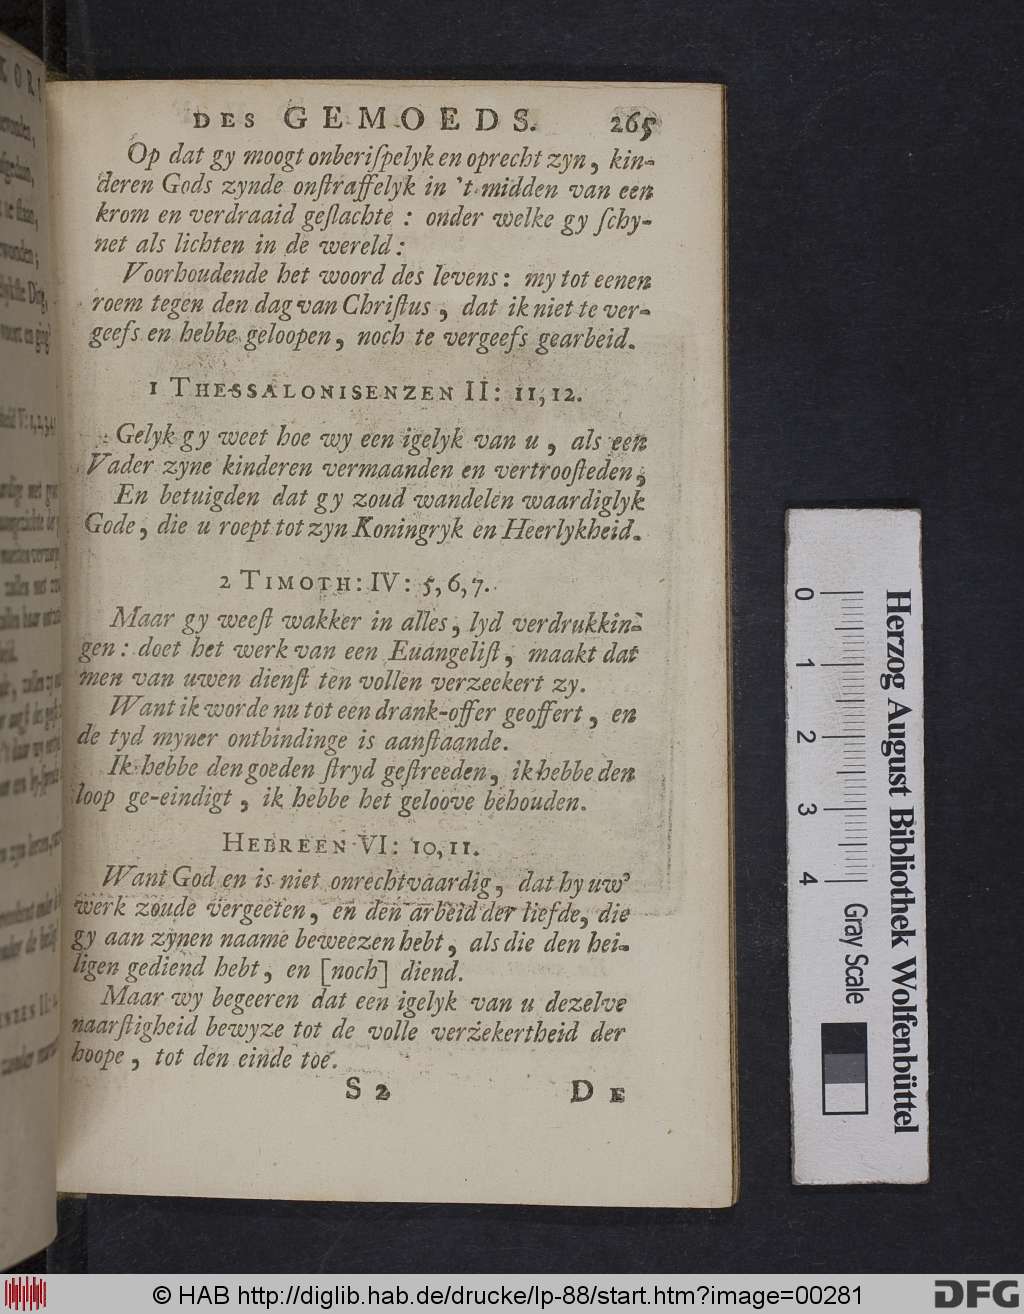 DES GEMOEDS. 265
Op dat gy moogt onberiſpelyk en oprecht zyn, kin-
deren Gods zynde onſtraffelyk in 't midden van een
krom en verdraaid geſlachte : onder welke gy ſchy-
net als lichten in de wereld :
Voorhoudende het woord des levens : my tot eenen
roem tegen den dag van Chriſtus, dat ik niet te ver-
geefs en hebbe geloopen, noch te vergeefs gearbeid.
1 THESSALONISENZEN II: 11, 12.
Gelyk gy weet hoe wy een igelyk van u, als een
Vader zyne kinderen vermaanden en vertrooſteden;
En betuigden dat gy zoud wandelen waardiglyk
Gode, die u roept tot zyn Koningryk en Heerlykheid.
2 TIMOTH: IV: 5, 6, 7.
Maar gy weeſt wakker in alles, lyd verdrukkin-
gen : doet het werk van een Euangeliſt, maakt dat
men van uwen dienſt ten vollen verzeekert zy.
Want ik worde nu tot een drank-offer geoffert, en
de tyd myner ontbindinge is aanſtaande.
Ik hebbe den goeden ſtryd geſtreeden, ik hebbe den
loop ge-eindigt, ik hebbe het geloove behouden.
HEBREEN VI: 10, 11.
Want God en is niet onrechtvaardig, dat hy uw'
werk zoude vergeeten, en den arbeid der liefde, die
gy aan zynen naame beweezen hebt, als die den hei-
ligen gediend hebt, en [noch] diend.
Maar wy begeeren dat een igelyk van u dezelve
naarſtigheid bewyze tot de volle verzekertheid der
hoope, tot den einde toe.
S 2 DE
0 1 2 3 4
Gray Scale
Herzog August Bibliothek Wolfenbüttel
© HAB http://diglib.hab.de/drucke/lp-88/start.htm?image=00281
DFG